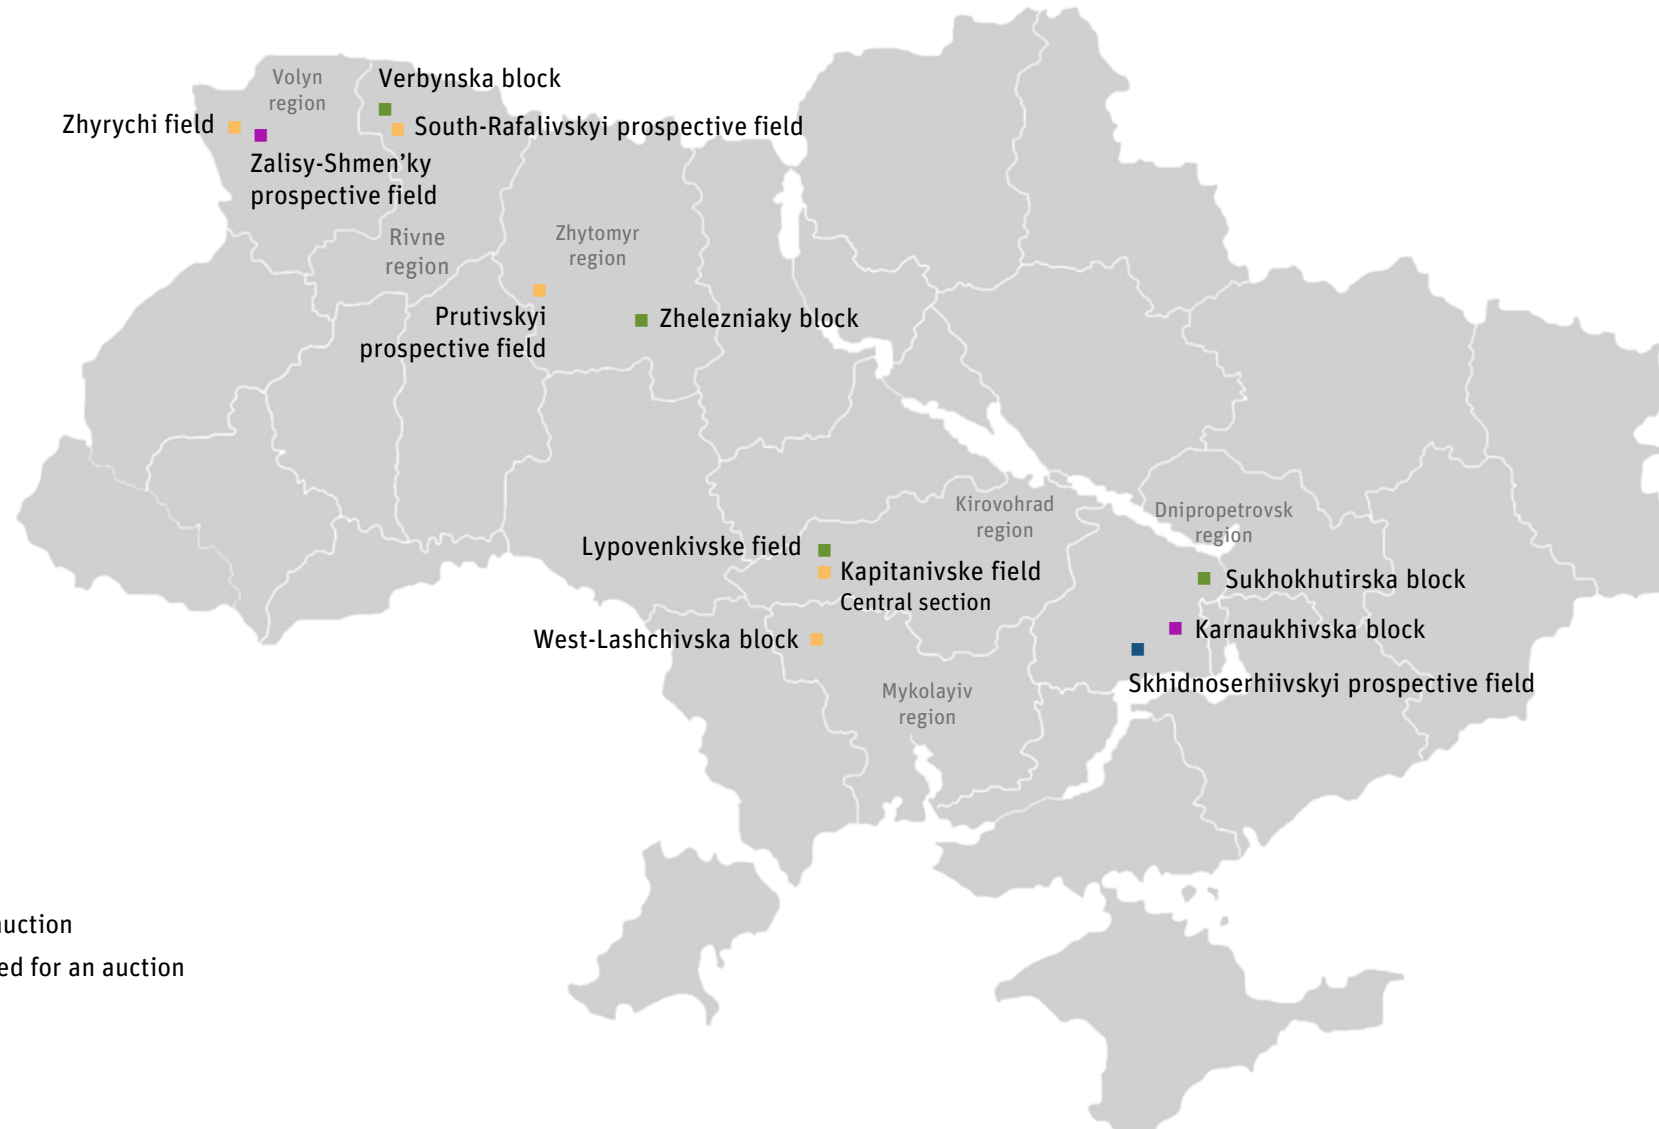 Volyn
region
Verbynska block
Zhyrychi field
South-Rafalivskyi prospective field
Zalisy-Shmen’ky
prospective field
Rivne
region
Zhytomyr
region
Prutivskyi
prospective field
Zhelezniaky block
Kirovohrad
region
Dnipropetrovsk
region
Lypovenkivske field
Kapitanivske field
Central section
Sukhokhutirska block
West-Lashchivska block
Karnaukhivska block
Skhidnoserhiivskyi prospective field
Mykolayiv
region
auction
ed for an auction